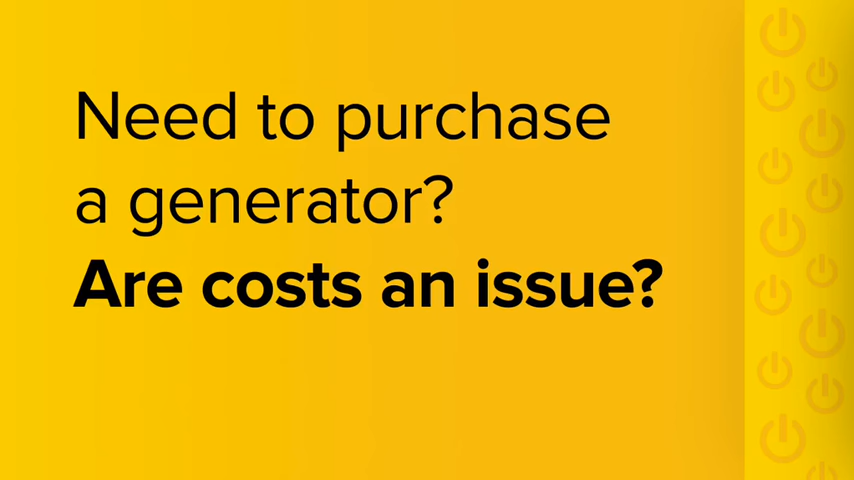 Need to purchase
a generator?
Are costs an issue?